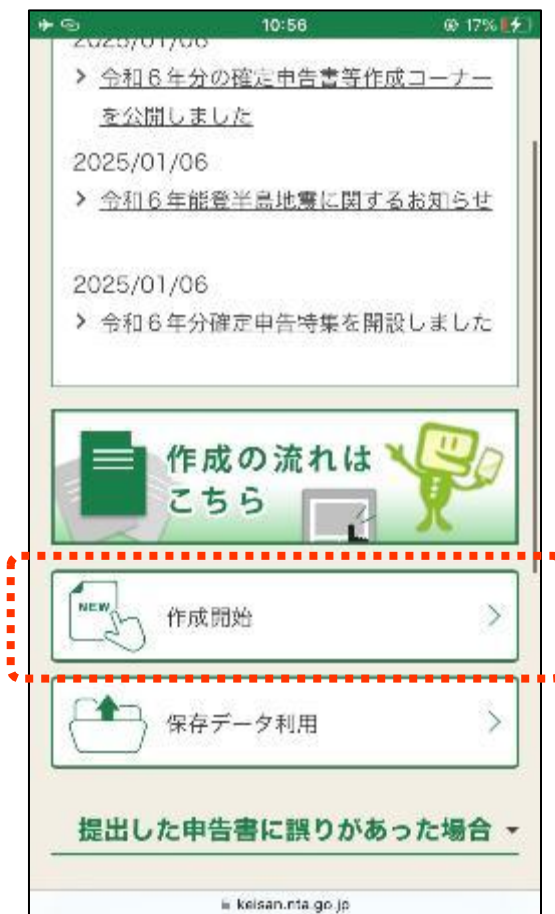 10:56
17%
2025/01/06
令和6年分の確定申告書等作成コーナー
を公開しました
2025/01/06
令和6年能登半島地震に関するお知らせ
2025/01/06
令和6年分確定申告特集を開設しました
作成の流れは
こちら
NEW
作成開始
保存データ利用
提出した申告書に誤りがあった場合
keisan.nta.go.jp